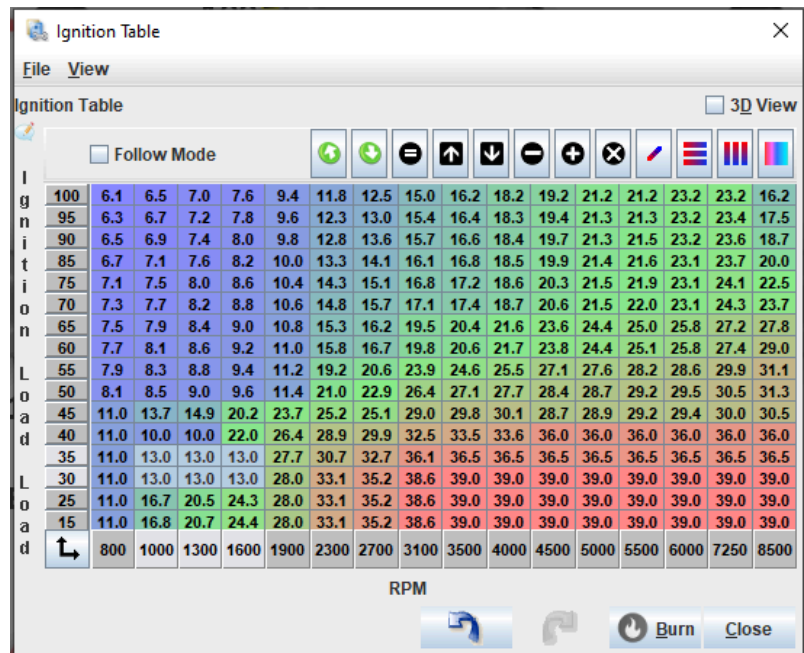 Ignition Table
File View
Ignition Table 3D View
Follow Mode
Ignition Load
Load
100 6.1 6.5 7.0 7.6 9.4 11.8 12.5 15.0 16.2 18.2 19.2 21.2 21.2 23.2 23.2 16.2
95 6.3 6.7 7.2 7.8 9.6 12.3 13.0 15.4 16.4 18.3 19.4 21.3 21.3 23.2 23.4 17.5
90 6.5 6.9 7.4 8.0 9.8 12.8 13.6 15.7 16.6 18.4 19.7 21.3 21.5 23.2 23.6 18.7
85 6.7 7.1 7.6 8.2 10.0 13.3 14.1 16.1 16.8 18.5 19.9 21.4 21.6 23.1 23.7 20.0
75 7.1 7.5 8.0 8.6 10.4 14.3 15.1 16.8 17.2 18.6 20.3 21.5 21.9 23.1 24.1 22.5
70 7.3 7.7 8.2 8.8 10.6 14.8 15.7 17.1 17.4 18.7 20.6 21.5 22.0 23.1 24.3 23.7
65 7.5 7.9 8.4 9.0 10.8 15.3 16.2 19.5 20.4 21.6 23.6 24.4 25.0 25.8 27.2 27.8
60 7.7 8.1 8.6 9.2 11.0 15.8 16.7 19.8 20.6 21.7 23.8 24.4 25.1 25.8 27.4 29.0
55 7.9 8.3 8.8 9.4 11.2 19.2 20.6 23.9 24.6 25.5 27.1 27.6 28.2 28.6 29.9 31.1
50 8.1 8.5 9.0 9.6 11.4 21.0 22.9 26.4 27.1 27.7 28.4 28.7 29.2 29.5 30.5 31.3
45 11.0 13.7 14.9 20.2 23.7 25.2 25.1 29.0 29.8 30.1 28.7 28.9 29.2 29.4 30.0 30.5
40 11.0 10.0 10.0 22.0 26.4 28.9 29.9 32.5 33.5 33.6 36.0 36.0 36.0 36.0 36.0 36.0
35 11.0 13.0 13.0 13.0 27.7 30.7 32.7 36.1 36.5 36.5 36.5 36.5 36.5 36.5 36.5 36.5
30 11.0 13.0 13.0 13.0 28.0 33.1 35.2 38.6 39.0 39.0 39.0 39.0 39.0 39.0 39.0 39.0
25 11.0 16.7 20.5 24.3 28.0 33.1 35.2 38.6 39.0 39.0 39.0 39.0 39.0 39.0 39.0 39.0
15 11.0 16.8 20.7 24.4 28.0 33.1 35.2 38.6 39.0 39.0 39.0 39.0 39.0 39.0 39.0 39.0
800 1000 1300 1600 1900 2300 2700 3100 3500 4000 4500 5000 5500 6000 7250 8500
RPM
Burn Close